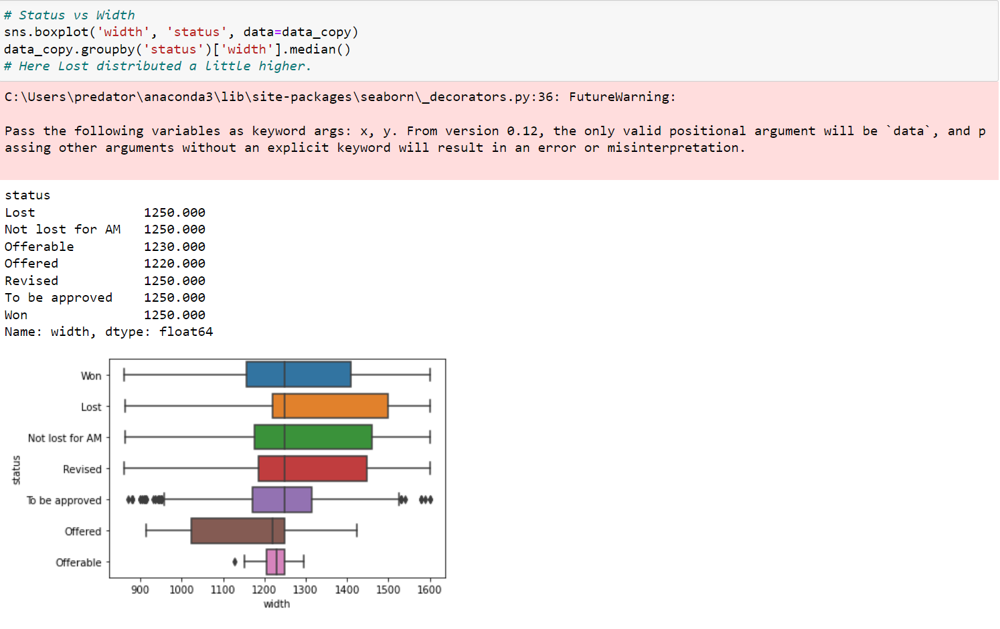 # Status vs Width
sns.boxplot('width', 'status', data=data_copy)
data_copy.groupby('status')['width'].median()
# Here Lost distributed a little higher.
C:\Users\predator\anaconda3\lib\site-packages\seaborn\_decorators.py:36: FutureWarning:
Pass the following variables as keyword args: x, y. From version 0.12, the only valid positional argument will be `data`, and p
assing other arguments without an explicit keyword will result in an error or misinterpretation.
status
Lost 1250.000
Not lost for AM 1250.000
Offerable 1230.000
Offered 1220.000
Revised 1250.000
To be approved 1250.000
Won 1250.000
Name: width, dtype: float64
status
Won
Lost
Not lost for AM
Revised
To be approved
Offered
Offerable
900 1000 1100 1200 1300 1400 1500 1600
width